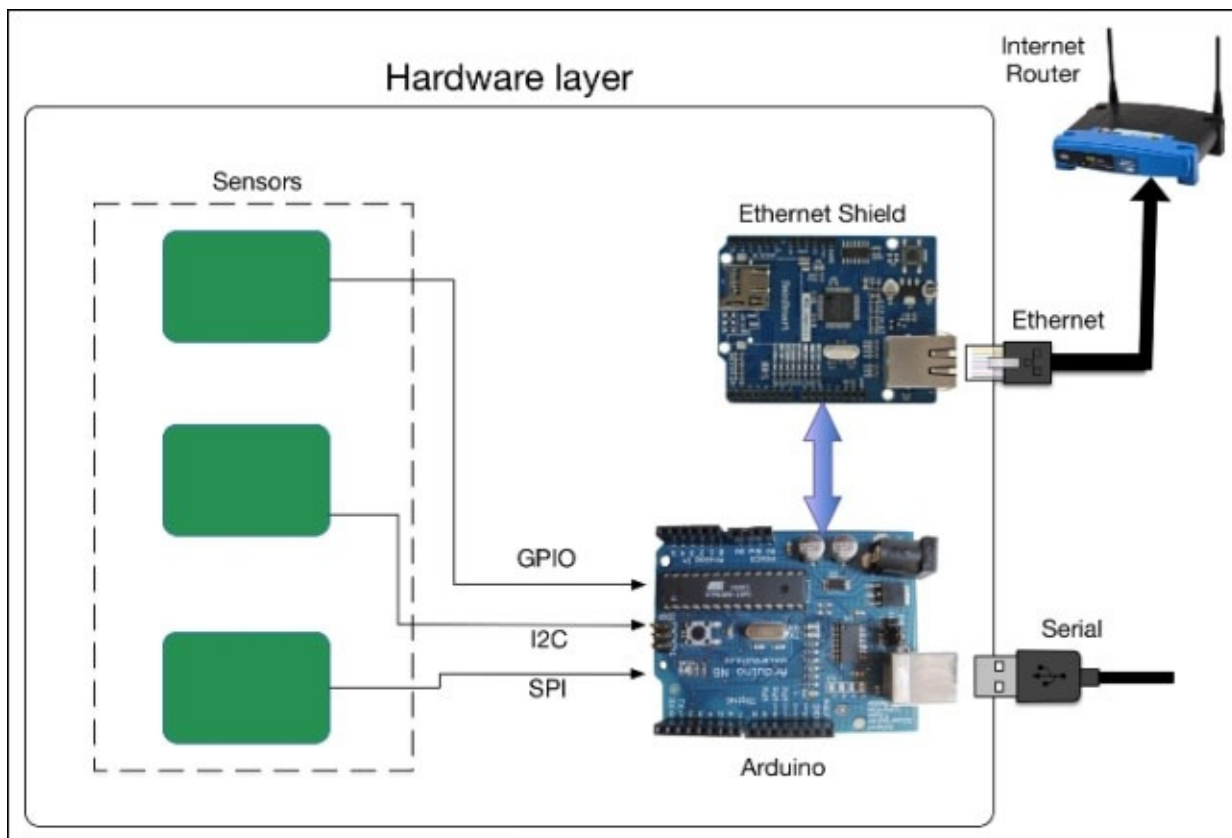 Internet
Router
Hardware layer
Sensors
Ethernet Shield
Ethernet
GPIO
I2C
SPI
Serial
Arduino